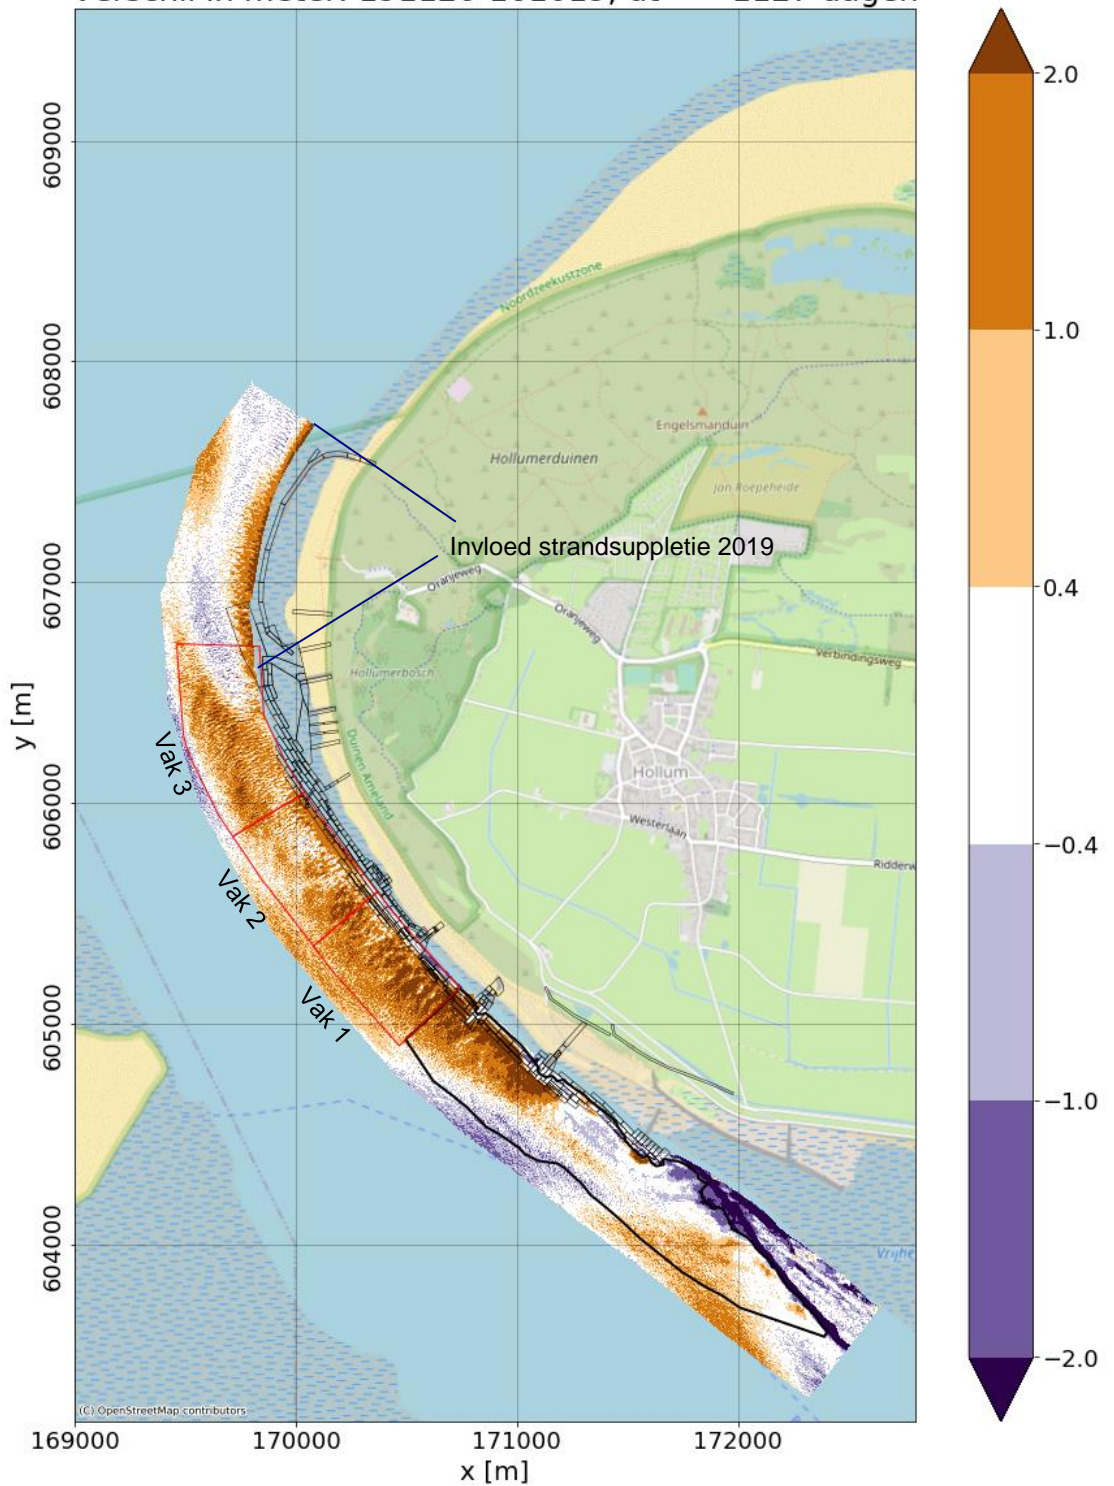 609000
608000
607000
606000
605000
604000
y [m]
169000
170000
171000
172000
x [m]
2.0
1.0
0.4
−0.4
−1.0
−2.0
Noordzeekustzone
Engelsmanduin
Hollumerduinen
Jan Roepeheide
Invloed strandsuppletie 2019
Oranjeweg
Oranjeweg
Verbindingsweg
Hollumerbosch
Duinen Ameland
Hollum
Westerlaan
Ridderw
Vak 3
Vak 2
Vak 1
Vrijhe
(C) OpenStreetMap contributors